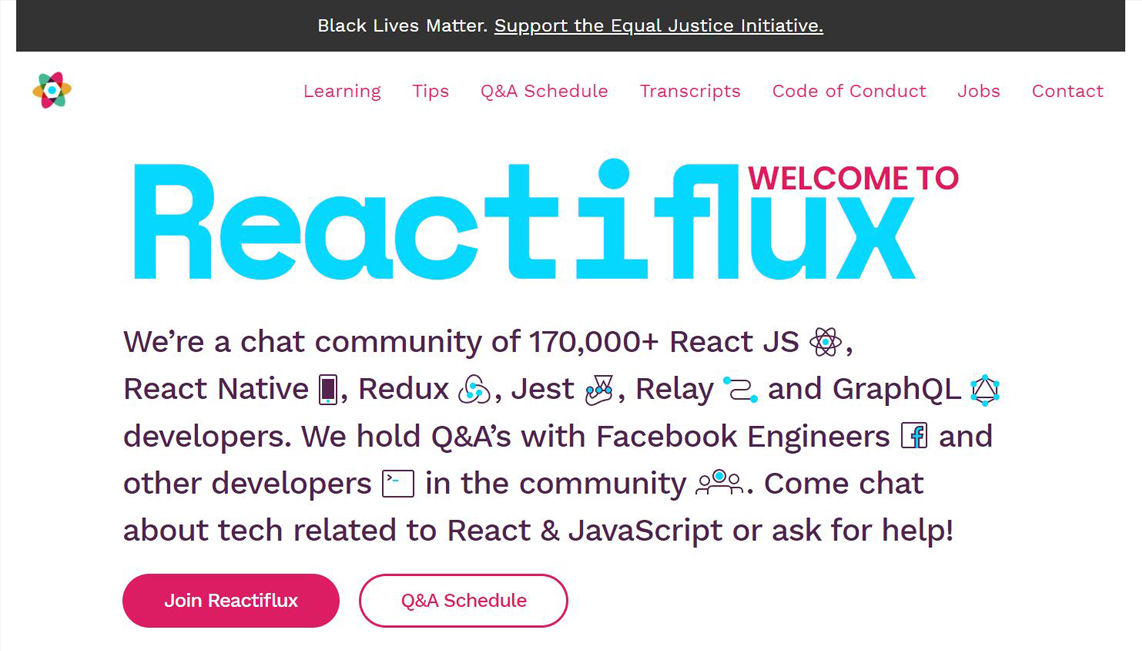 Black Lives Matter. Support the Equal Justice Initiative.
Learning Tips Q&A Schedule Transcripts Code of Conduct Jobs Contact
WELCOME TO
Reactiflux
We’re a chat community of 170,000+ React JS ,
React Native , Redux , Jest , Relay and GraphQL
developers. We hold Q&A’s with Facebook Engineers and
other developers in the community . Come chat
about tech related to React & JavaScript or ask for help!
Join Reactiflux Q&A Schedule